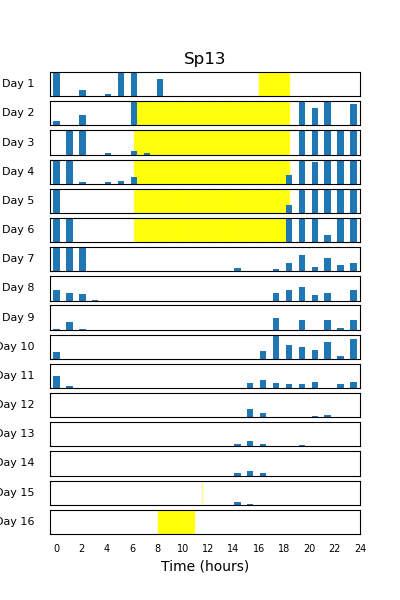 Sp13
Day 1
Day 2
Day 3
Day 4
Day 5
Day 6
Day 7
Day 8
Day 9
Day 10
Day 11
Day 12
Day 13
Day 14
Day 15
Day 16
0 2 4 6 8 10 12 14 16 18 20 22 24
Time (hours)